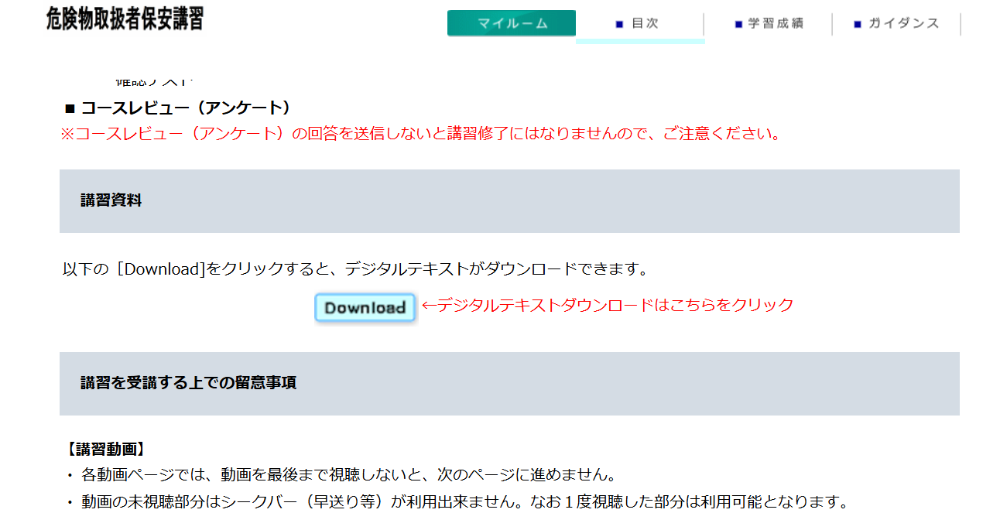 危険物取扱者保安講習
マイルーム
■ 目次
■ 学習成績
■ ガイダンス
確認テスト
■ コースレビュー（アンケート）
※コースレビュー（アンケート）の回答を送信しないと講習修了にはなりませんので、ご注意ください。
講習資料
以下の［Download]をクリックすると、デジタルテキストがダウンロードできます。
Download ←デジタルテキストダウンロードはこちらをクリック
講習を受講する上での留意事項
【講習動画】
・ 各動画ページでは、動画を最後まで視聴しないと、次のページに進めません。
・ 動画の未視聴部分はシークバー（早送り等）が利用出来ません。なお１度視聴した部分は利用可能となります。